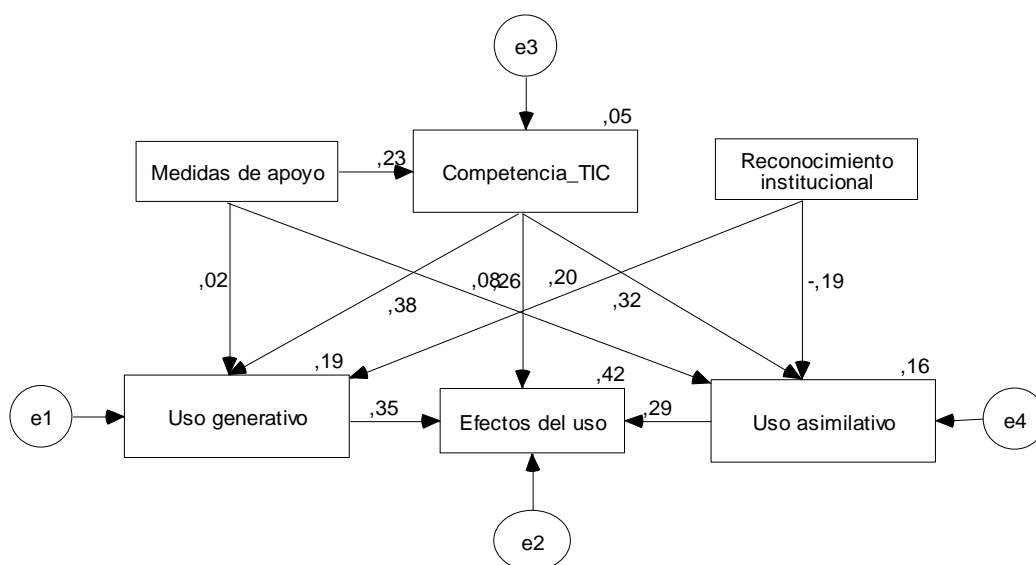 e3
,05
Medidas de apoyo
,23
Competencia_TIC
Reconocimiento
institucional
,02
,38
,08
,26
,20
,32
-,19
,19
,42
,16
e1
Uso generativo
,35
Efectos del uso
,29
Uso asimilativo
e4
e2